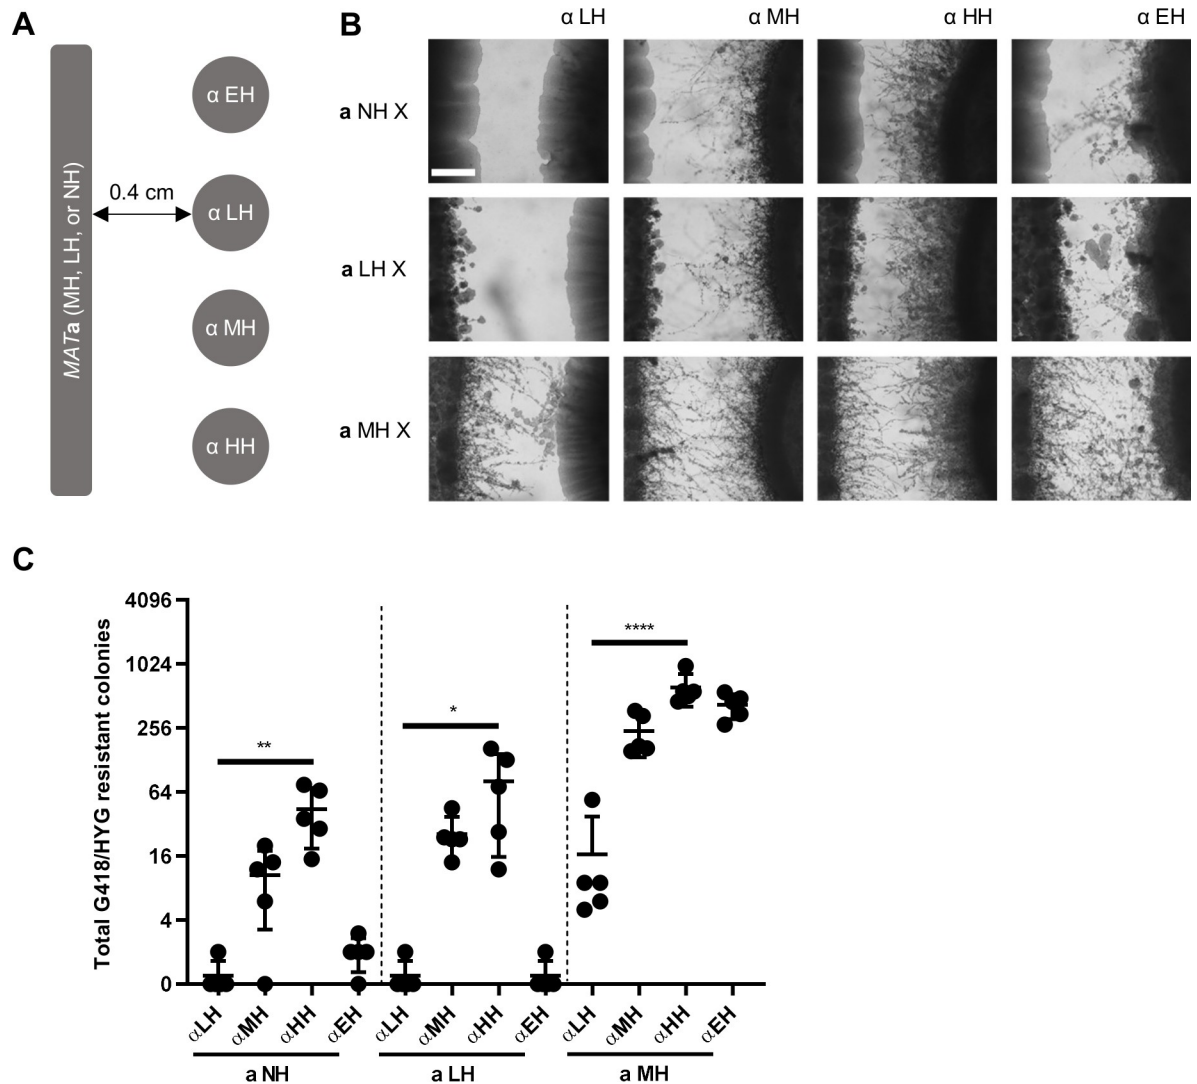 A
MATa (MH, LH, or NH)
0.4 cm
α EH
α LH
α MH
α HH
B
α LH
α MH
α HH
α EH
a NH X
a LH X
a MH X
C
Total G418/HYG resistant colonies
4096
1024
256
64
16
4
0
**
*
****
αLH
αMH
αHH
αEH
αLH
αMH
αHH
αEH
αLH
αMH
αHH
αEH
a NH
a LH
a MH